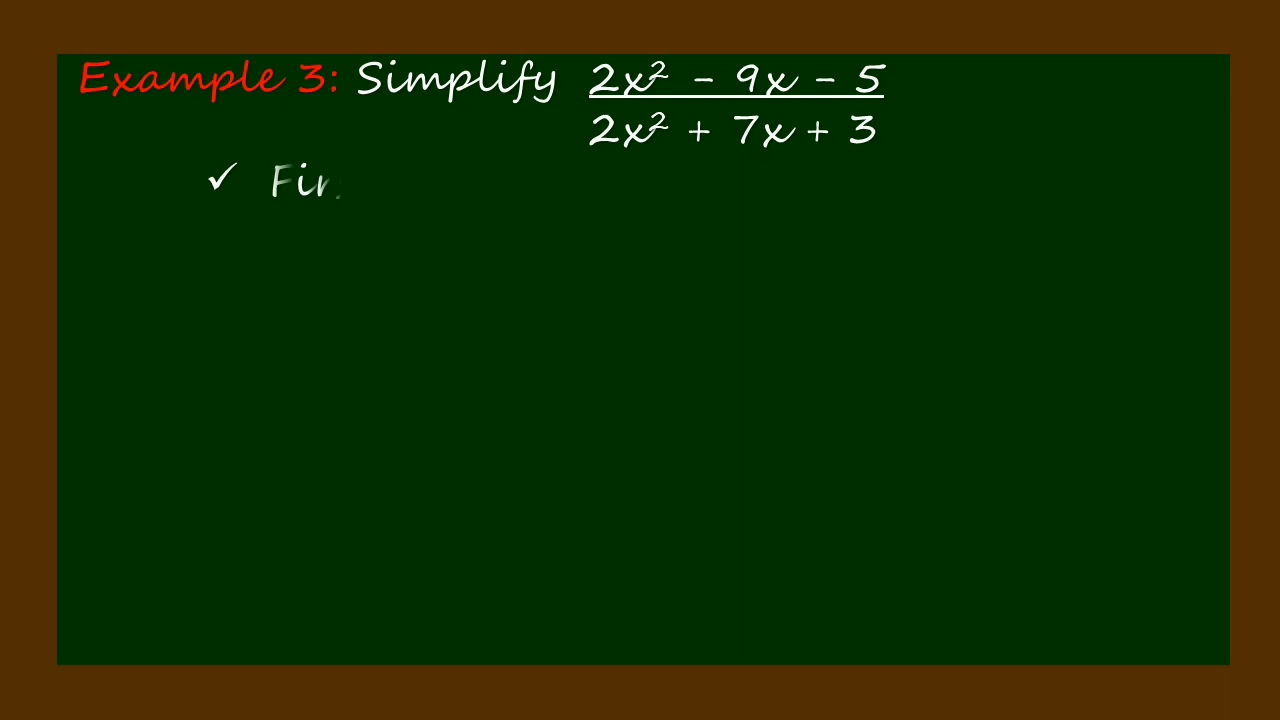 Example 3: Simplify 2x² - 9x - 5
2x² + 7x + 3
✓